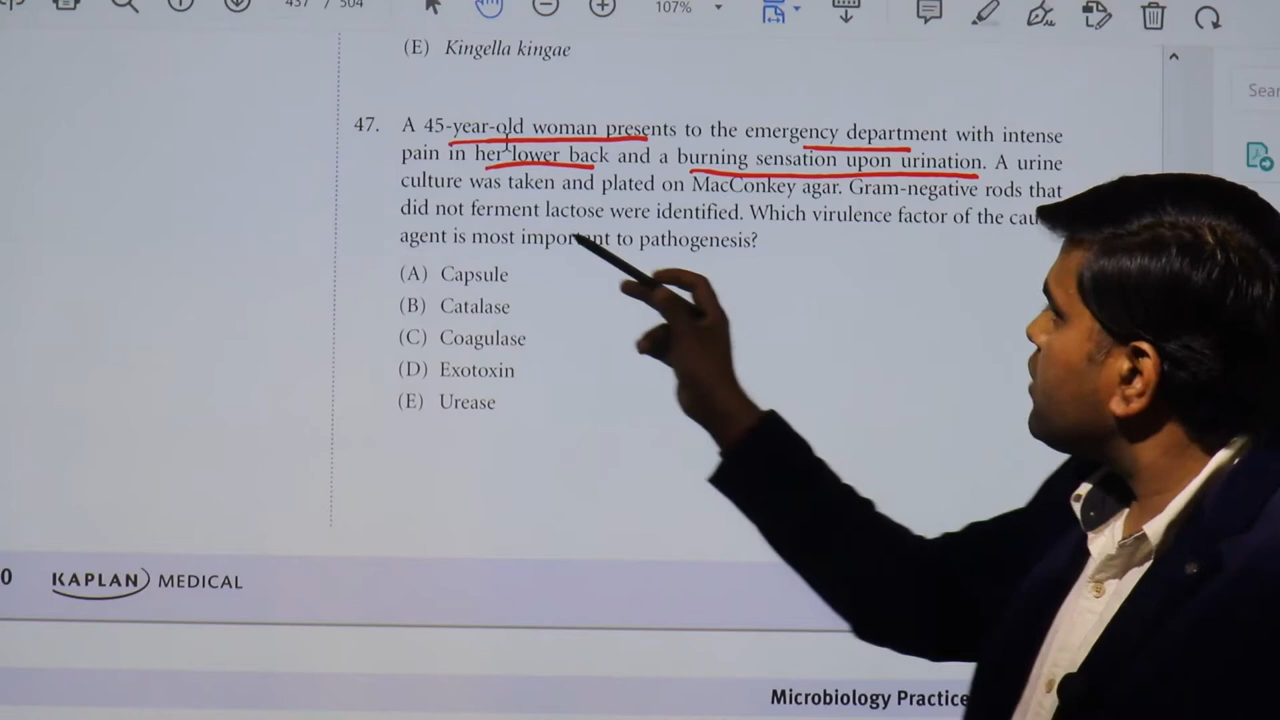 437 / 504
107%
(E) Kingella kingae
Sear
47. A 45-year-old woman presents to the emergency department with intense
pain in her lower back and a burning sensation upon urination. A urine
culture was taken and plated on MacConkey agar. Gram-negative rods that
did not ferment lactose were identified. Which virulence factor of the cau
agent is most important to pathogenesis?
(A) Capsule
(B) Catalase
(C) Coagulase
(D) Exotoxin
(E) Urease
0 KAPLAN MEDICAL
Microbiology Practice